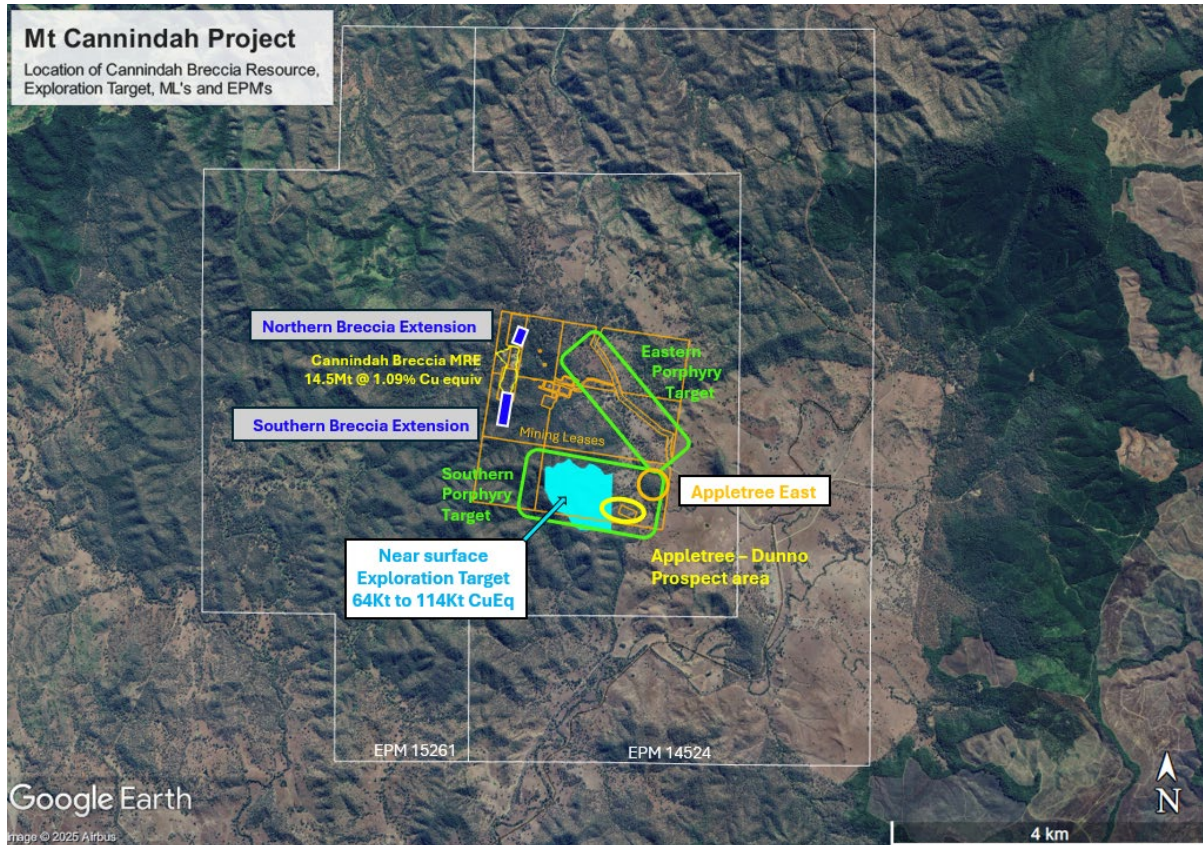 Mt Cannindah Project
Location of Cannindah Breccia Resource,
Exploration Target, ML's and EPM's
Northern Breccia Extension
Cannindah Breccia MRE
14.5Mt @ 1.09% Cu equiv
Southern Breccia Extension
Eastern
Porphyry
Target
Mining Leases
Southern
Porphyry
Target
Appletree East
Near surface
Exploration Target
64Kt to 114Kt CuEq
Appletree – Dunno
Prospect area
EPM 15261
EPM 14524
N
Google Earth
Image © 2025 Airbus
4 km